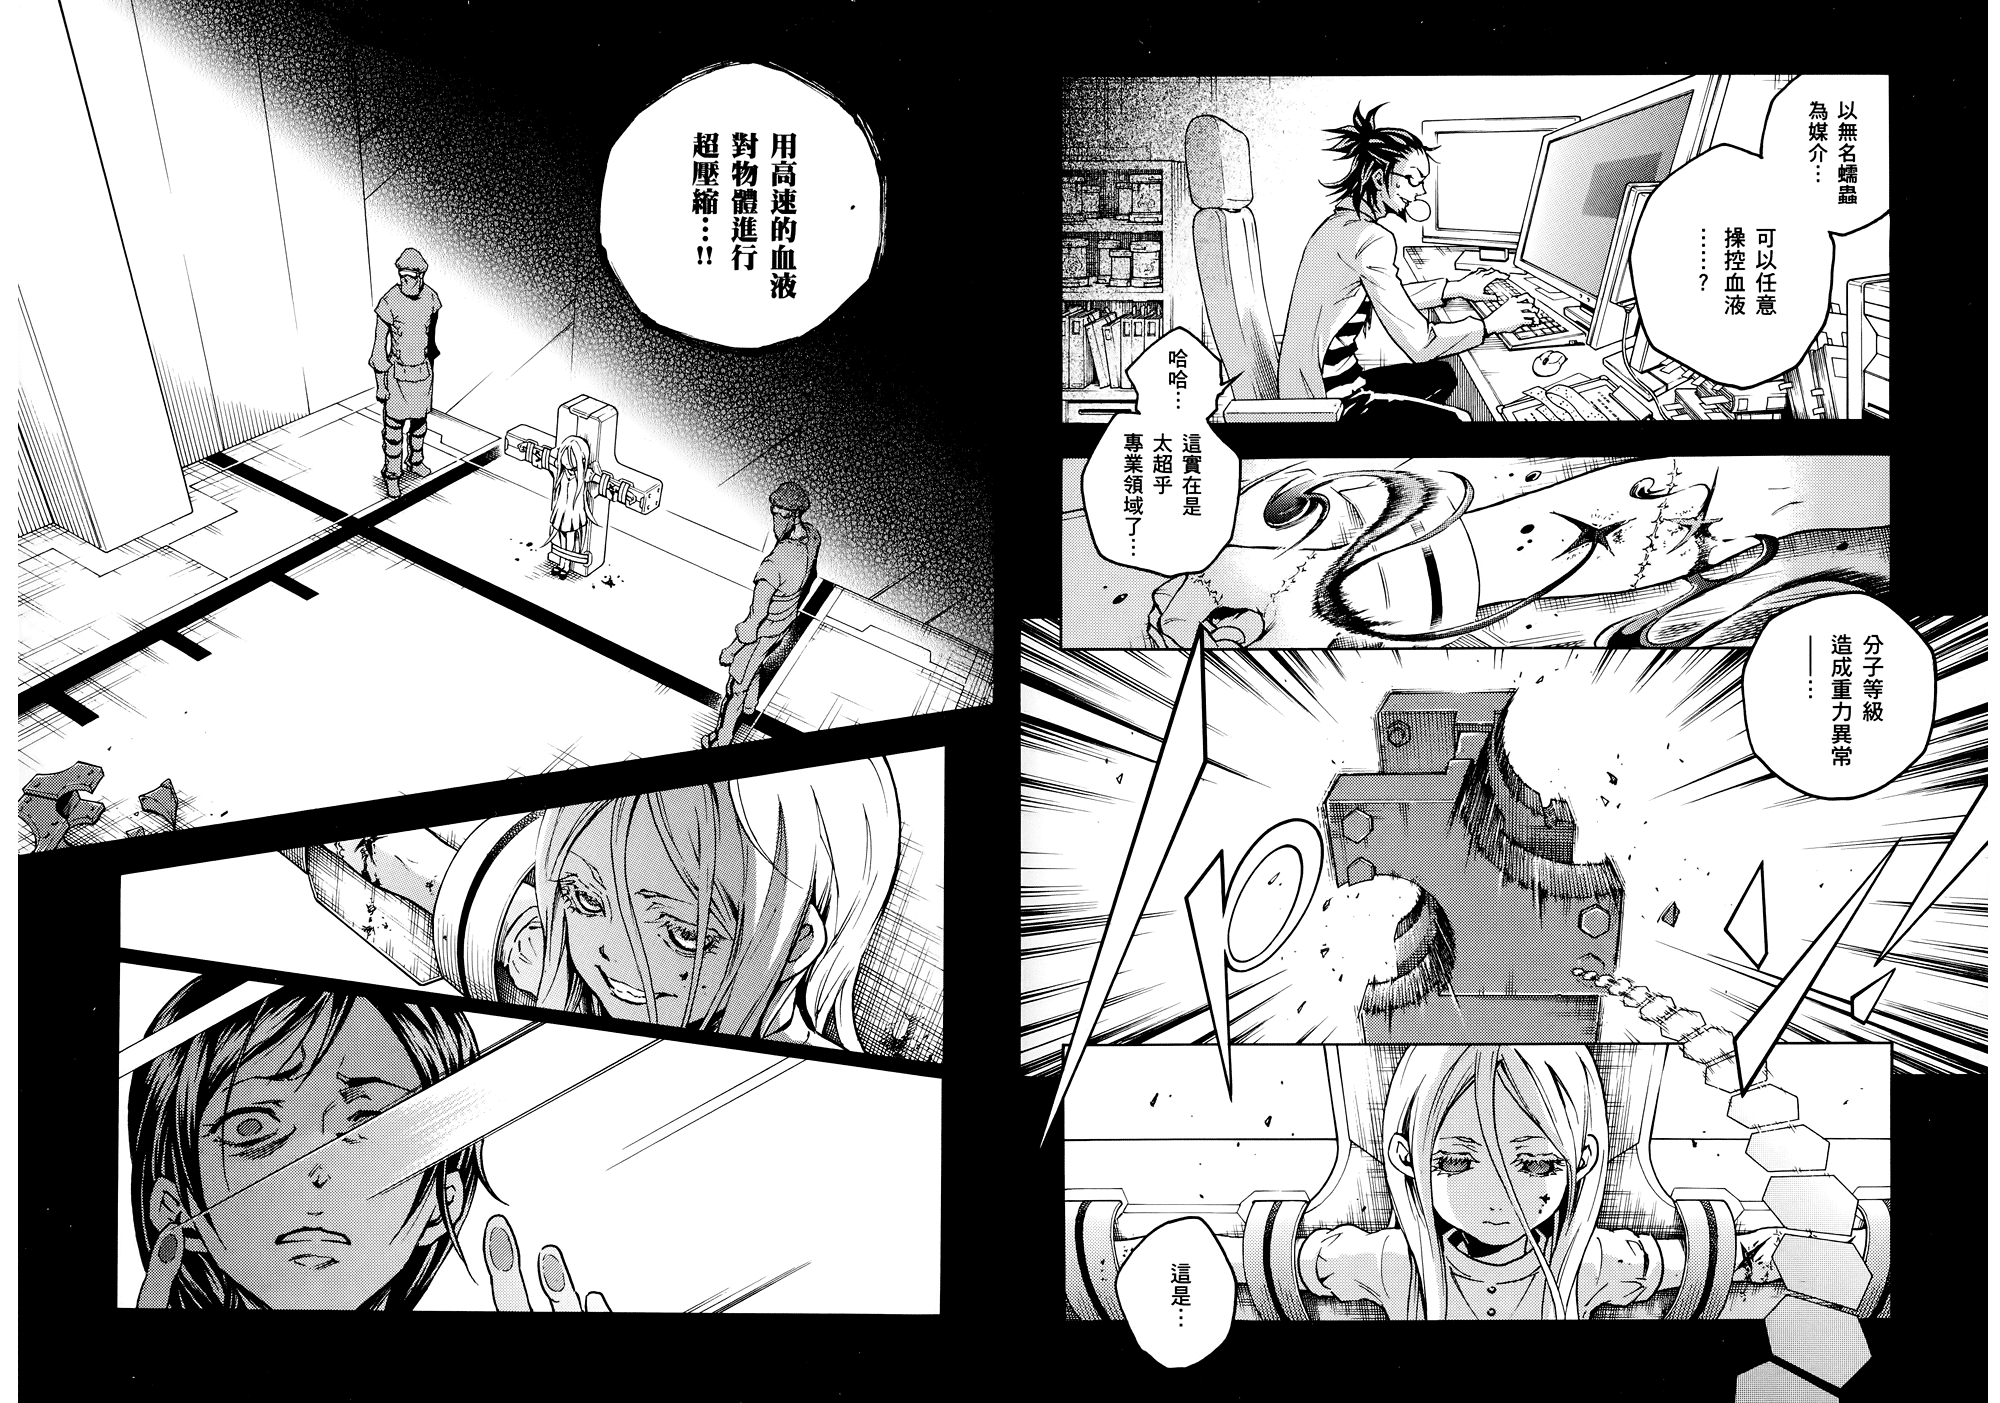 以無名蠕蟲
為媒介…
可以任意
操控血液
……?
哈哈…
這實在是
太超乎
專業領域了…
分子等級
造成重力異常
——…
這是…
用高速的血液
對物體進行
超壓縮…!!